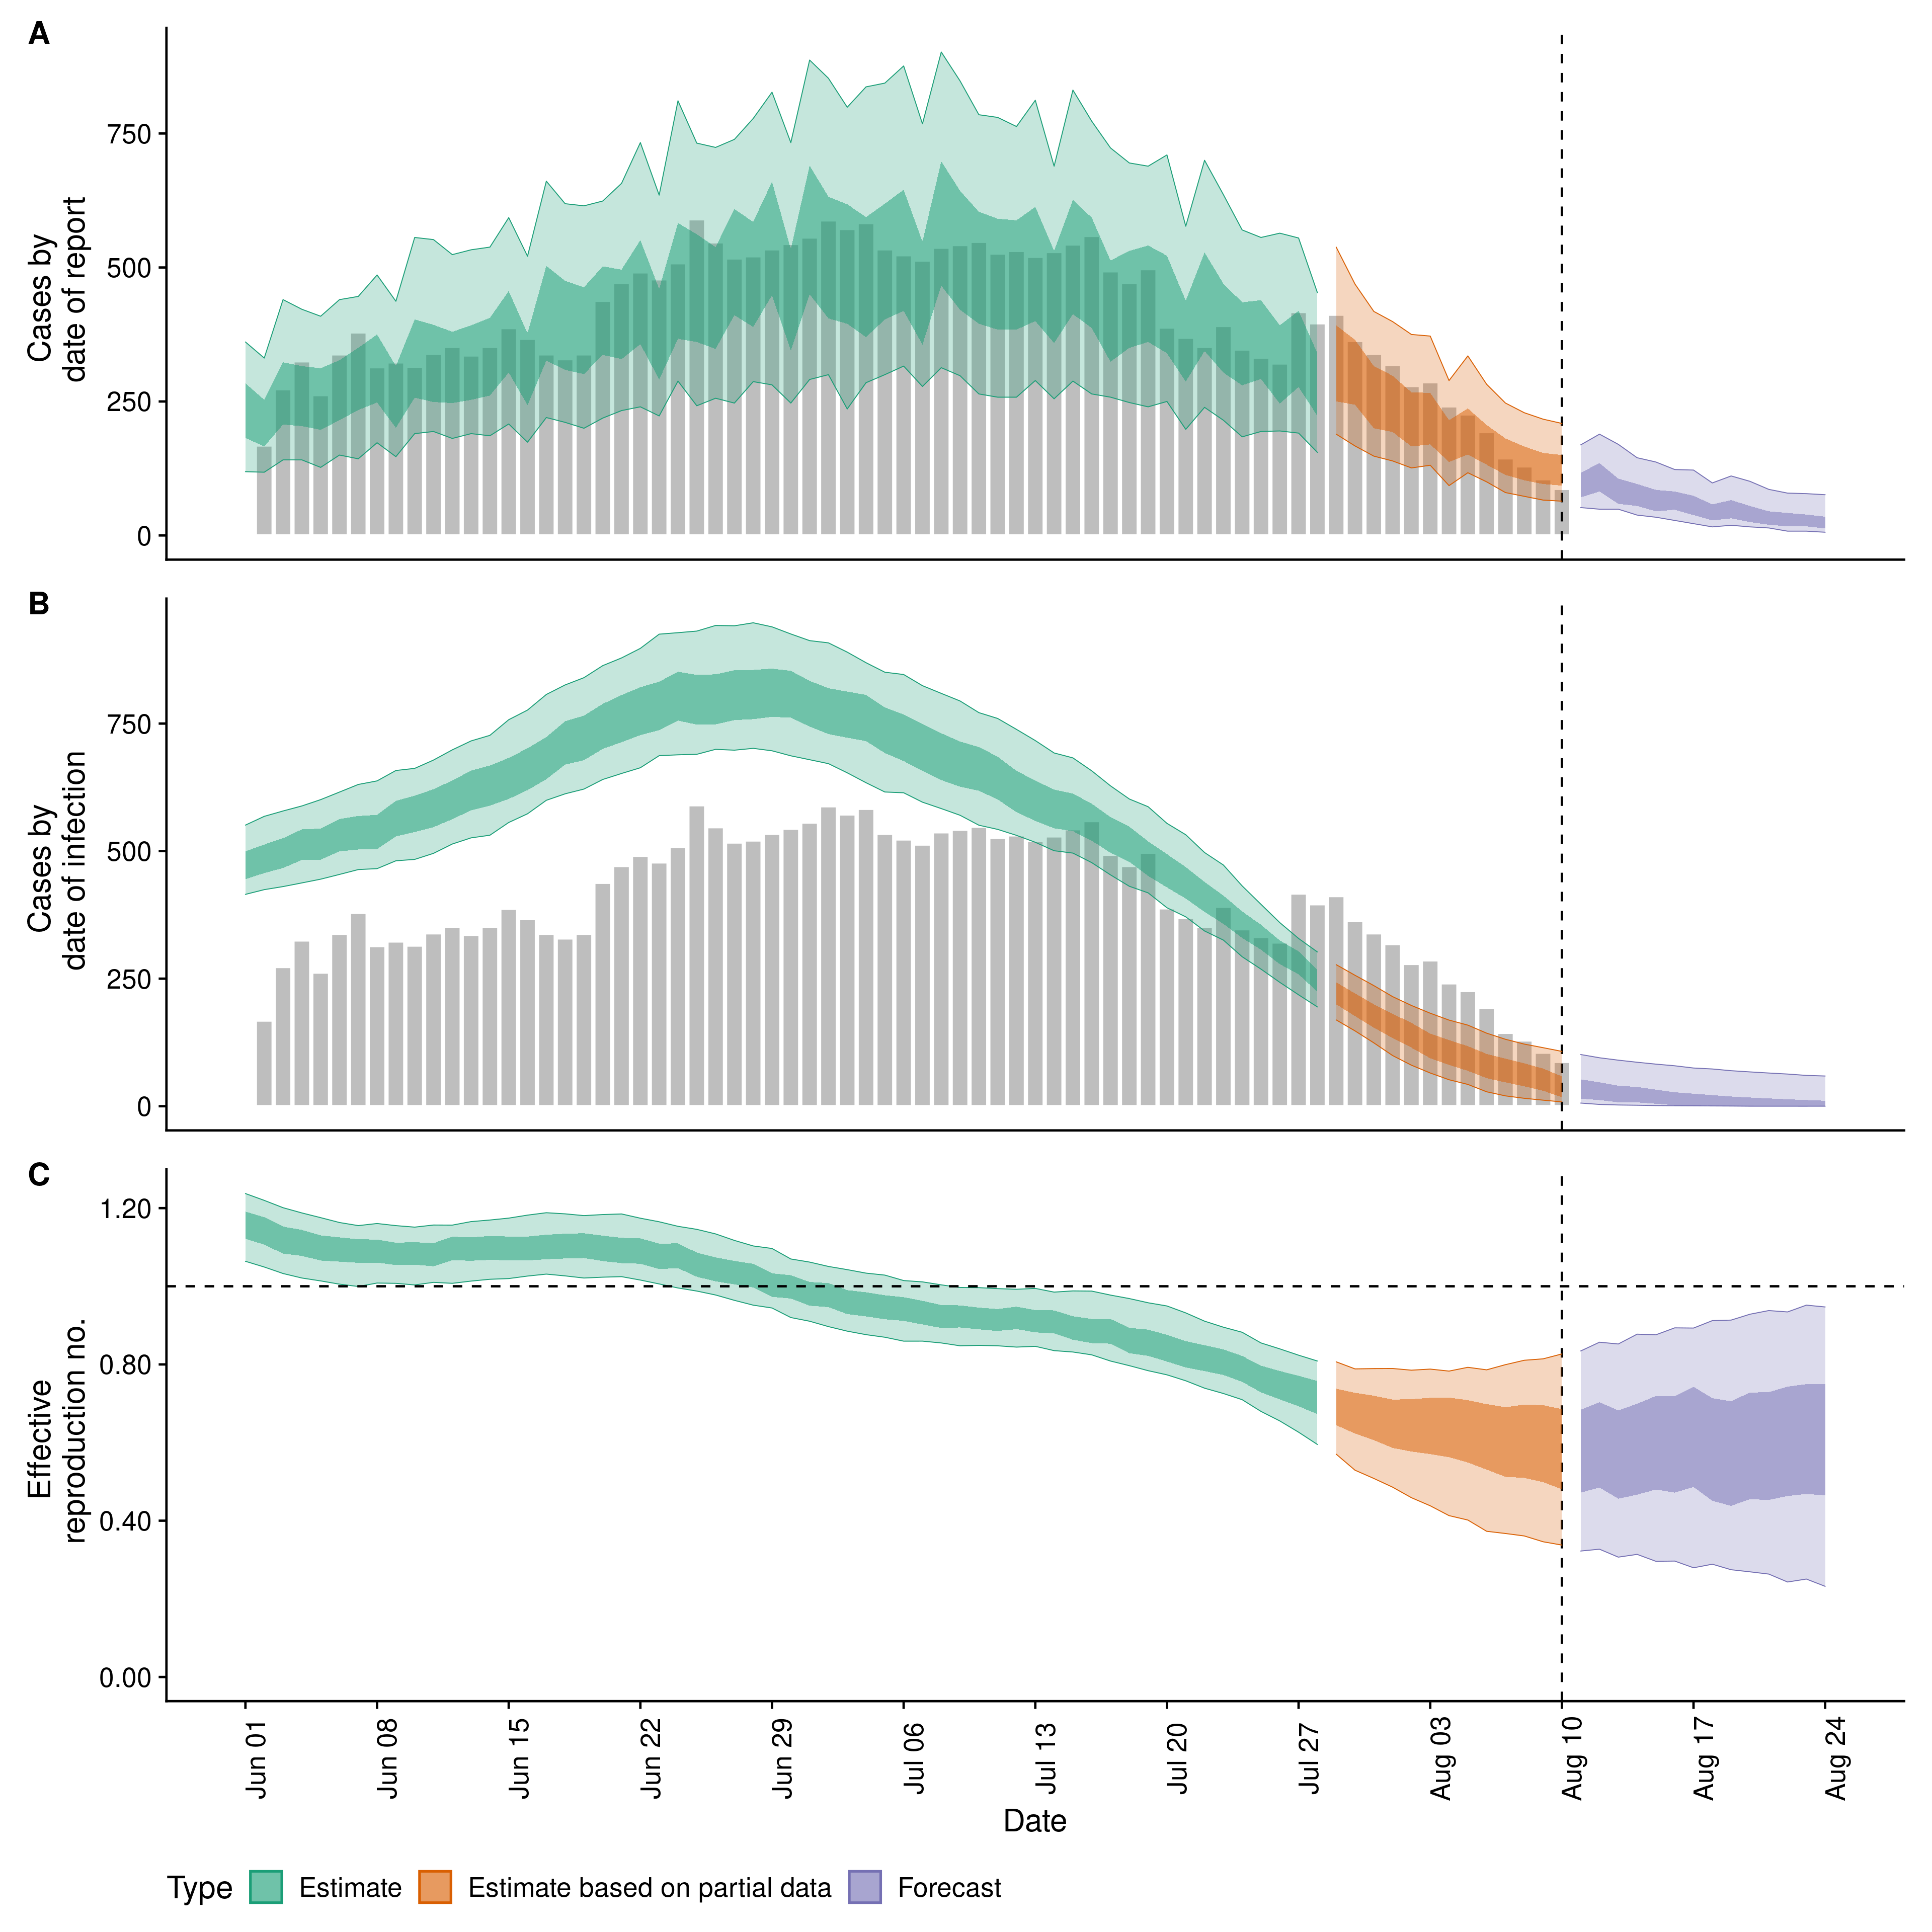 A
Cases by
date of report
750
500
250
0
B
Cases by
date of infection
750
500
250
0
C
Effective
reproduction no.
1.20
0.80
0.40
0.00
Jun 01
Jun 08
Jun 15
Jun 22
Jun 29
Jul 06
Jul 13
Jul 20
Jul 27
Aug 03
Aug 10
Aug 17
Aug 24
Date
Type Estimate Estimate based on partial data Forecast